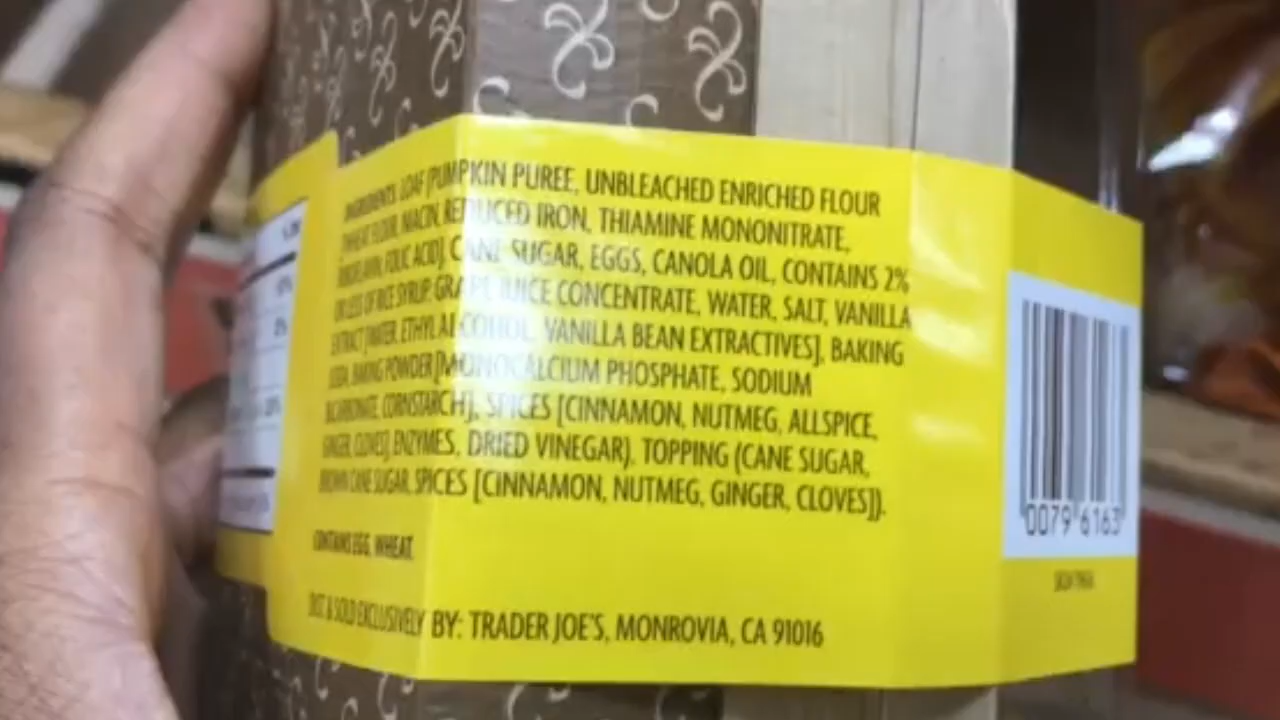 INGREDIENTS: LOAF (PUMPKIN PUREE, UNBLEACHED ENRICHED FLOUR
[WHEAT FLOUR, NIACIN, REDUCED IRON, THIAMINE MONONITRATE,
RIBOFLAVIN, FOLIC ACID], CANE SUGAR, EGGS, CANOLA OIL, CONTAINS 2%
OR LESS OF RICE SYRUP, GRAPE JUICE CONCENTRATE, WATER, SALT, VANILLA
EXTRACT [WATER, ETHYL ALCOHOL, VANILLA BEAN EXTRACTIVES], BAKING
SODA, BAKING POWDER [MONOCALCIUM PHOSPHATE, SODIUM
BICARBONATE, CORNSTARCH], SPICES [CINNAMON, NUTMEG, ALLSPICE,
GINGER, CLOVES], ENZYMES, DRIED VINEGAR), TOPPING (CANE SUGAR,
BROWN CANE SUGAR, SPICES [CINNAMON, NUTMEG, GINGER, CLOVES]).
CONTAINS EGG, WHEAT.
DIST & SOLD EXCLUSIVELY BY: TRADER JOE'S, MONROVIA, CA 91016
0079 6163